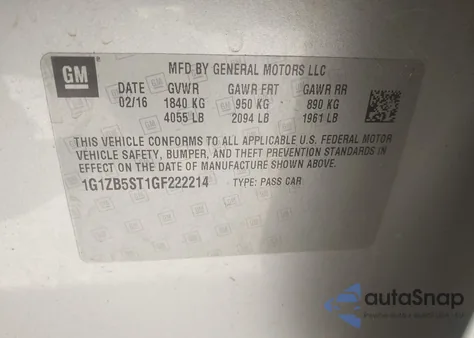 GM
MFD BY GENERAL MOTORS LLC
DATE GVWR GAWR FRT GAWR RR
02/16 1840 KG 950 KG 890 KG
4055 LB 2094 LB 1961 LB
THIS VEHICLE CONFORMS TO ALL APPLICABLE U.S. FEDERAL MOTOR
VEHICLE SAFETY, BUMPER, AND THEFT PREVENTION STANDARDS IN
EFFECT ON THE DATE OF MANUFACTURE SHOWN ABOVE.
1G1ZB5ST1GF222214 TYPE: PASS CAR
autoSnap